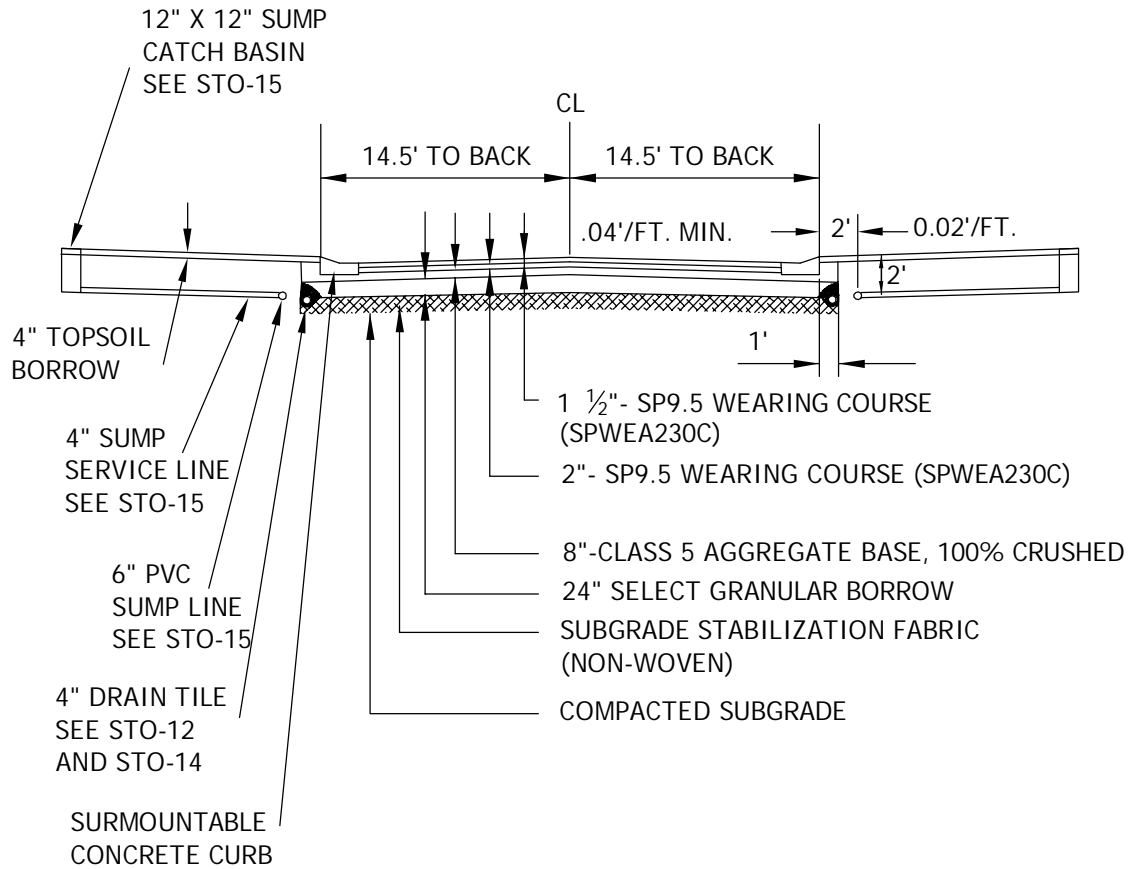 12" X 12" SUMP
CATCH BASIN
SEE STO-15
CL
14.5' TO BACK
14.5' TO BACK
.04'/FT. MIN.
2'
0.02'/FT.
2'
4" TOPSOIL
BORROW
1'
1 ½"- SP9.5 WEARING COURSE
(SPWEA230C)
4" SUMP
SERVICE LINE
SEE STO-15
2"- SP9.5 WEARING COURSE (SPWEA230C)
8"-CLASS 5 AGGREGATE BASE, 100% CRUSHED
6" PVC
SUMP LINE
SEE STO-15
24" SELECT GRANULAR BORROW
SUBGRADE STABILIZATION FABRIC
(NON-WOVEN)
4" DRAIN TILE
SEE STO-12
AND STO-14
COMPACTED SUBGRADE
SURMOUNTABLE
CONCRETE CURB